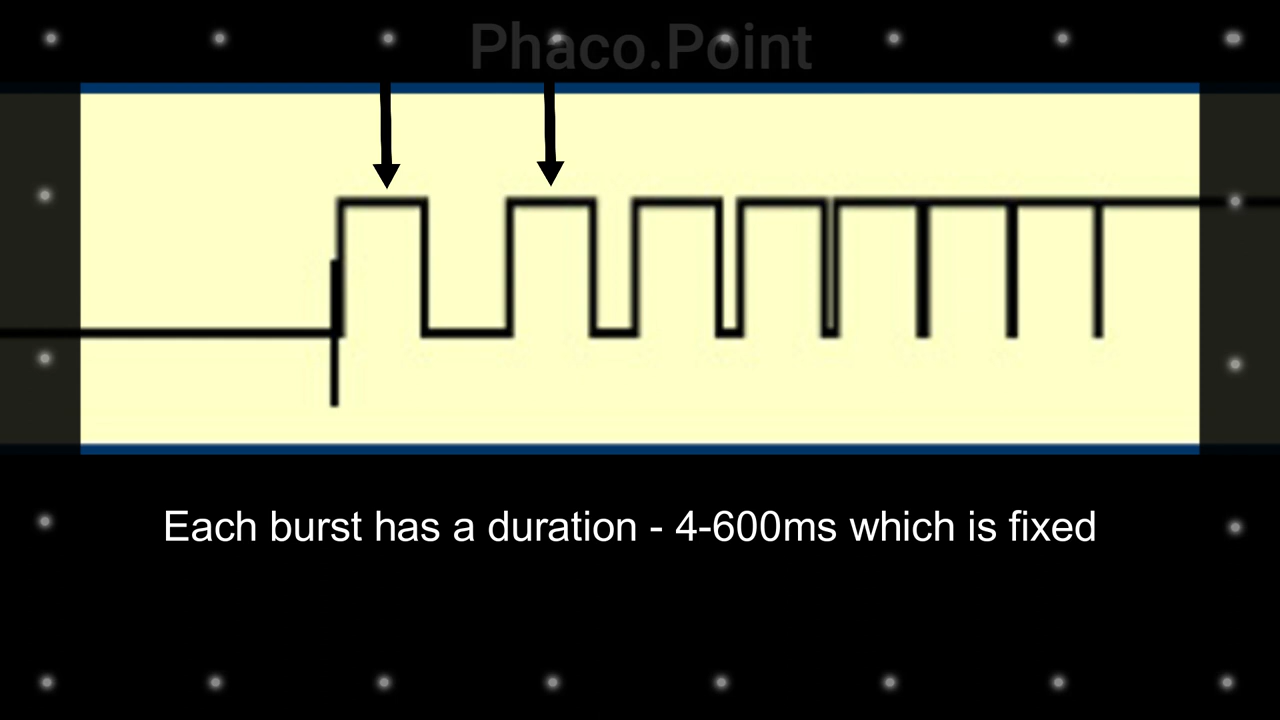 Phaco.Point
Each burst has a duration - 4-600ms which is fixed